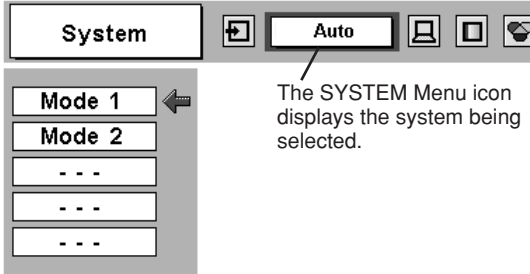 System
Auto
The SYSTEM Menu icon
displays the system being
selected.
Mode 1
Mode 2
- - -
- - -
- - -